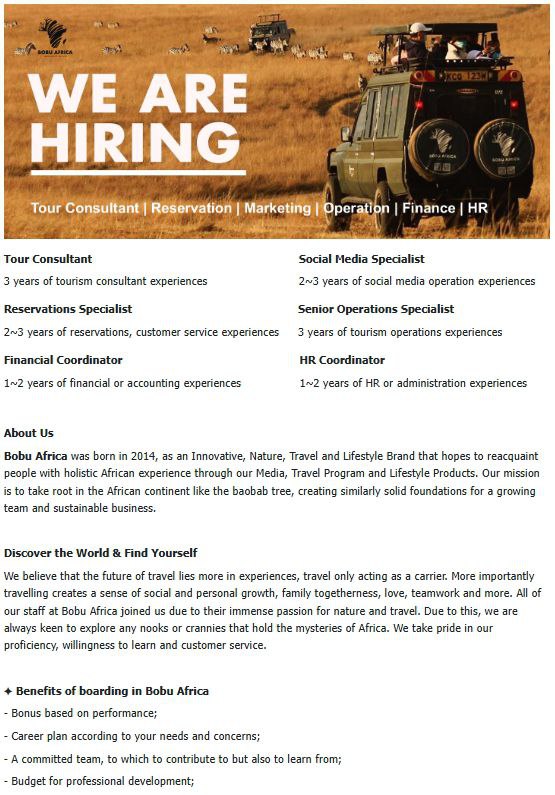 BOBU AFRICA
WE ARE
HIRING
Tour Consultant | Reservation | Marketing | Operation | Finance | HR
KCG 123W
BOBU AFRICA
BOBU AFRICA
Tour Consultant
3 years of tourism consultant experiences
Social Media Specialist
2~3 years of social media operation experiences
Reservations Specialist
2~3 years of reservations, customer service experiences
Senior Operations Specialist
3 years of tourism operations experiences
Financial Coordinator
1~2 years of financial or accounting experiences
HR Coordinator
1~2 years of HR or administration experiences
About Us
Bobu Africa was born in 2014, as an Innovative, Nature, Travel and Lifestyle Brand that hopes to reacquaint
people with holistic African experience through our Media, Travel Program and Lifestyle Products. Our mission
is to take root in the African continent like the baobab tree, creating similarly solid foundations for a growing
team and sustainable business.
Discover the World & Find Yourself
We believe that the future of travel lies more in experiences, travel only acting as a carrier. More importantly
travelling creates a sense of social and personal growth, family togetherness, love, teamwork and more. All of
our staff at Bobu Africa joined us due to their immense passion for nature and travel. Due to this, we are
always keen to explore any nooks or crannies that hold the mysteries of Africa. We take pride in our
proficiency, willingness to learn and customer service.
✦ Benefits of boarding in Bobu Africa
- Bonus based on performance;
- Career plan according to your needs and concerns;
- A committed team, to which to contribute to but also to learn from;
- Budget for professional development;